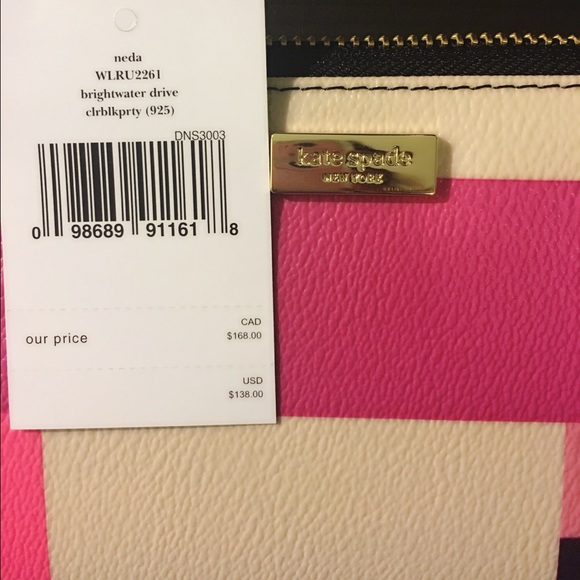 neda
WLRU2261
brightwater drive
clrblkprty (925)
DNS3003
0 98689 91161 8
our price
CAD
$168.00
USD
$138.00
kate spade
NEW YORK